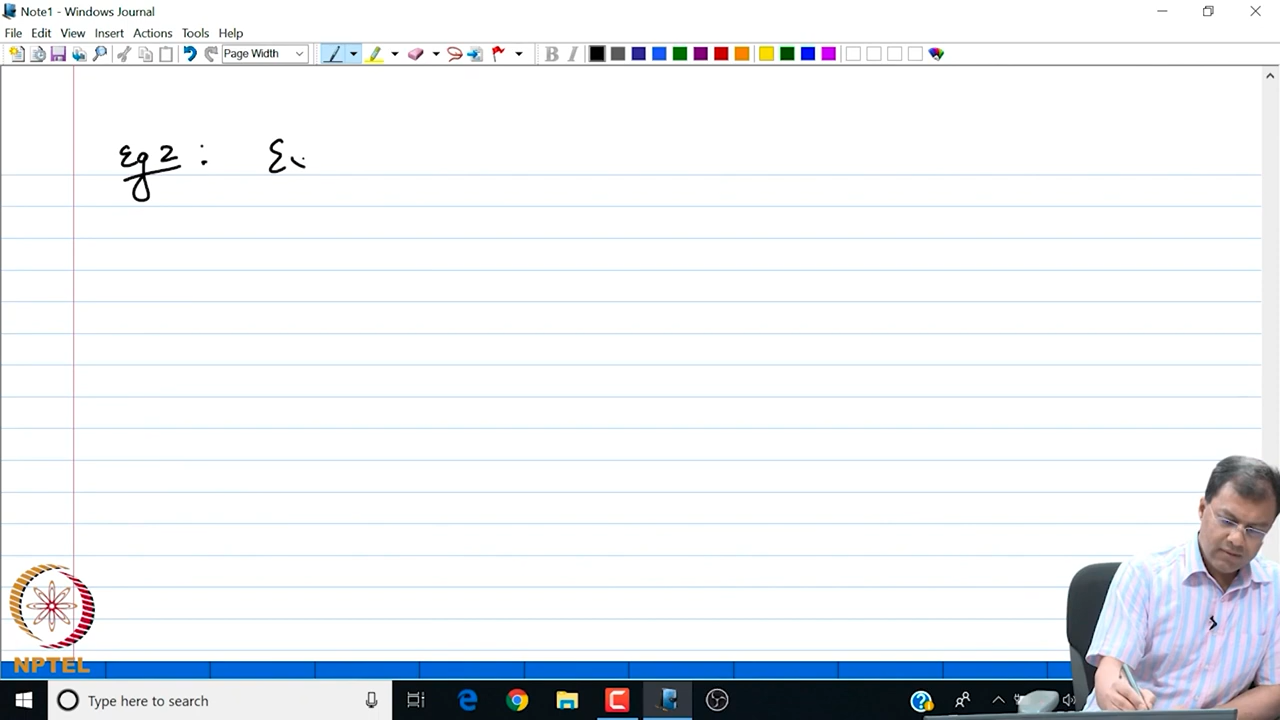 Note1 - Windows Journal
File Edit View Insert Actions Tools Help
Page Width
B I
Eg 2 :
NPTEL
Type here to search